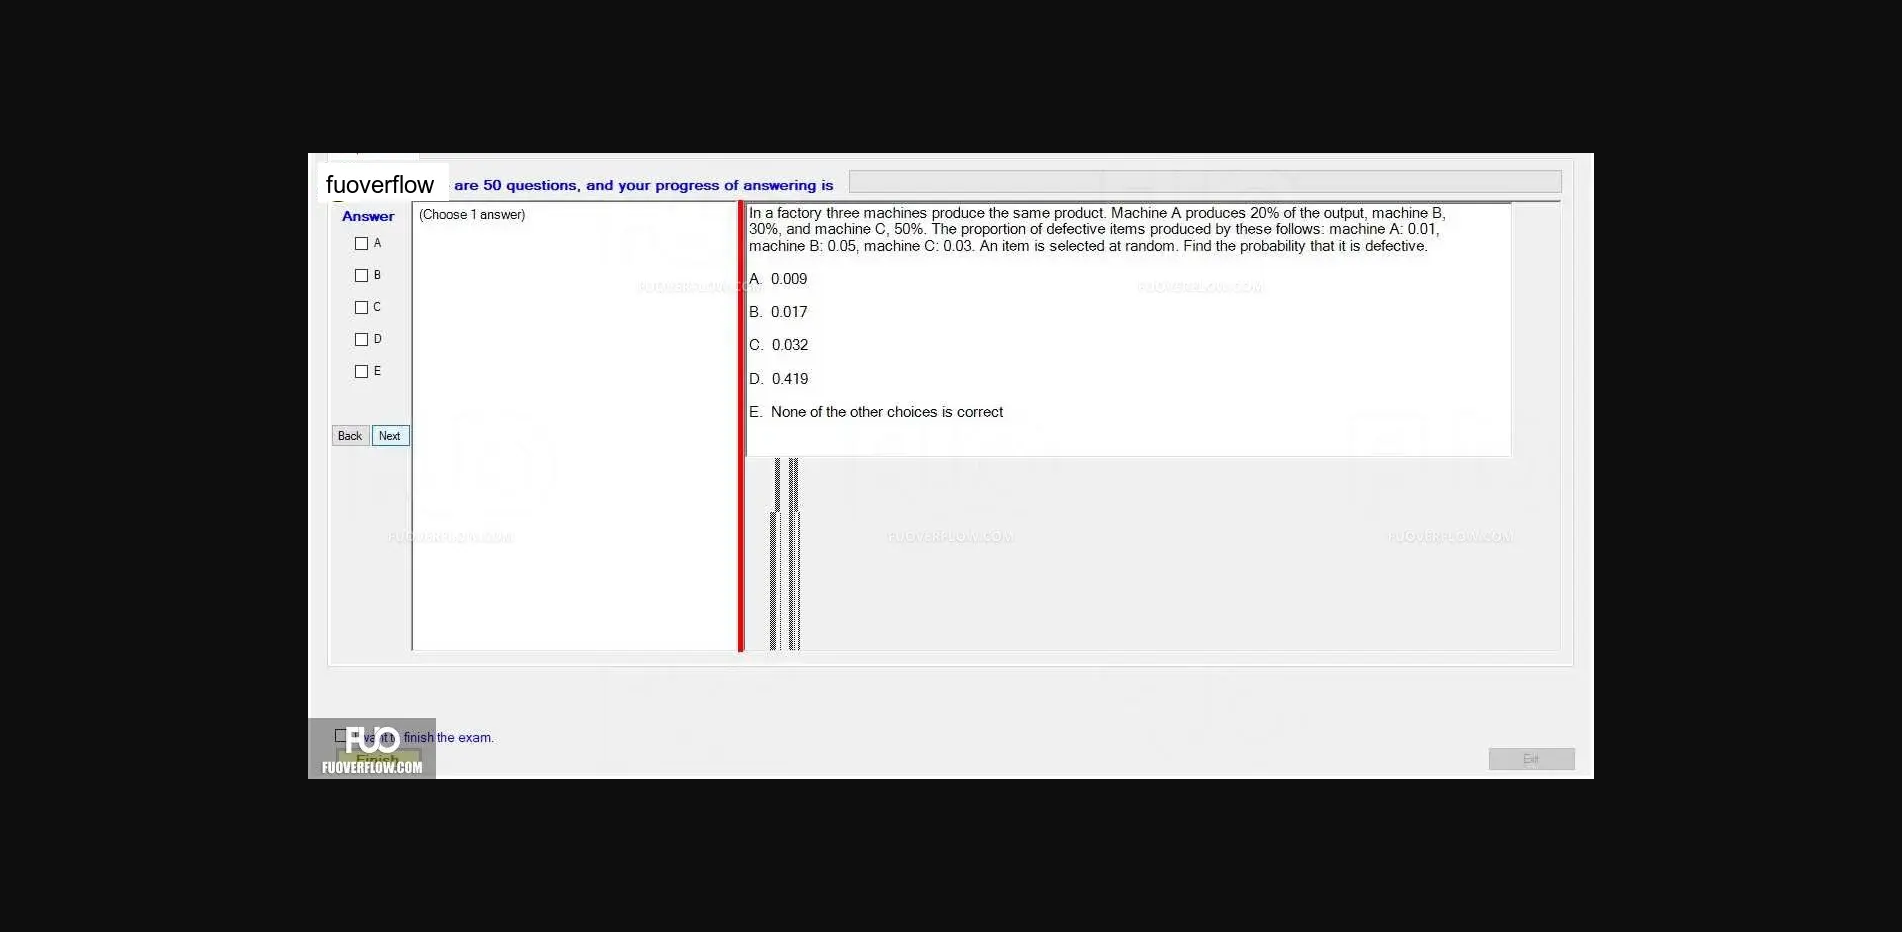 fuoverflow are 50 questions, and your progress of answering is
Answer
(Choose 1 answer)
A
B
C
D
E
Back Next
In a factory three machines produce the same product. Machine A produces 20% of the output, machine B,
30%, and machine C, 50%. The proportion of defective items produced by these follows: machine A: 0.01,
machine B: 0.05, machine C: 0.03. An item is selected at random. Find the probability that it is defective.
A. 0.009
B. 0.017
C. 0.032
D. 0.419
E. None of the other choices is correct
FUOVERFLOW.COM
FUOVERFLOW.COM
FUOVERFLOW.COM
FUOVERFLOW.COM
FUOVERFLOW.COM
I want to finish the exam.
Finish
FUO
FUOVERFLOW.COM
Exit